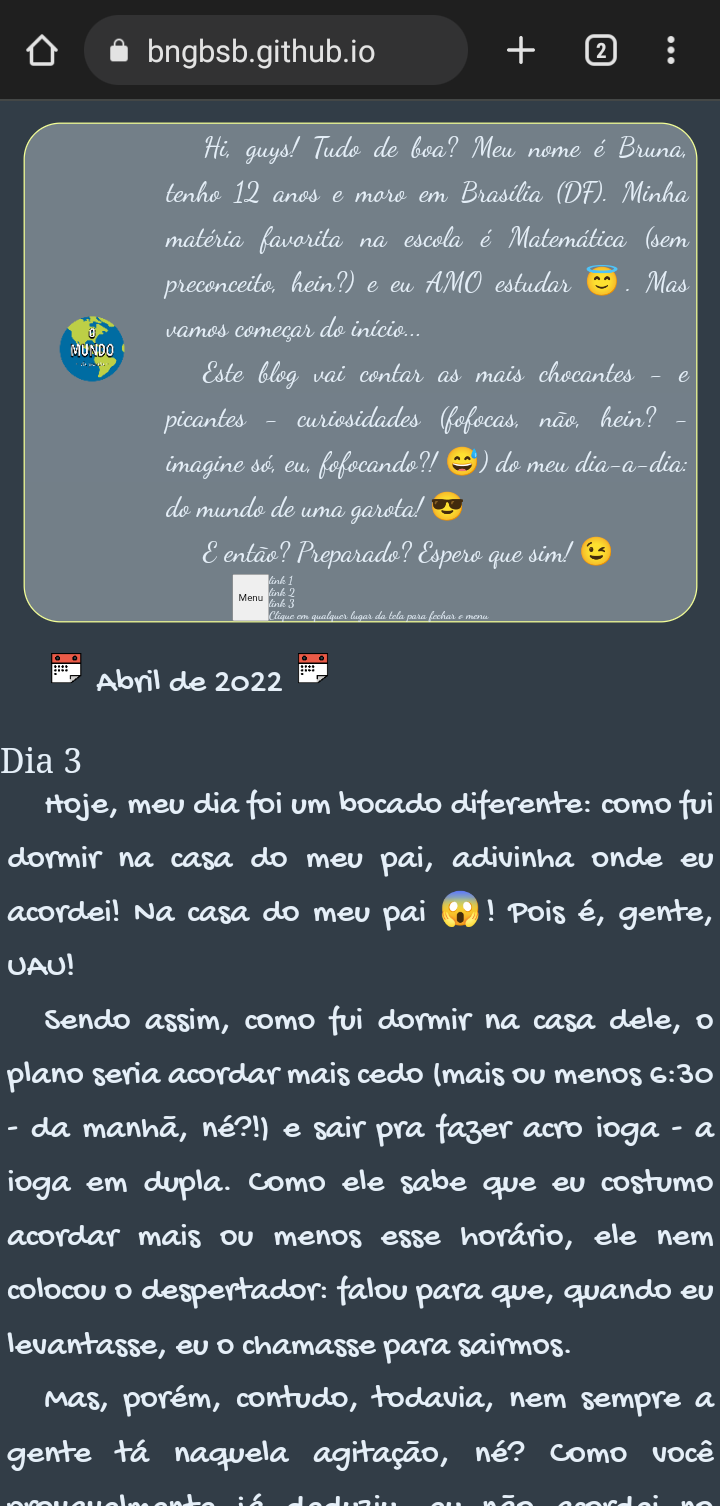 bngbsb.github.io
2
Hi, guys! Tudo de boa? Meu nome é Bruna,
tenho 12 anos e moro em Brasília (DF). Minha
matéria favorita na escola é Matemática (sem
preconceito, hein?) e eu AMO estudar 😇. Mas
vamos começar do início...
Este blog vai contar as mais chocantes - e
picantes - curiosidades (fofocas, não, hein? -
imagine só, eu, fofocando?! 😅) do meu dia-a-dia:
do mundo de uma garota! 😎
E então? Preparado? Espero que sim! 😉
O
MUNDO
Menu
link 1
link 2
link 3
Clique em qualquer lugar da tela para fechar e menu
Abril de 2022
Dia 3
Hoje, meu dia foi um bocado diferente: como fui
dormir na casa do meu pai, adivinha onde eu
acordei! Na casa do meu pai 😱! Pois é, gente,
UAU!
Sendo assim, como fui dormir na casa dele, o
plano seria acordar mais cedo (mais ou menos 6:30
- da manhã, né?!) e sair pra fazer acro ioga - a
ioga em dupla. Como ele sabe que eu costumo
acordar mais ou menos esse horário, ele nem
colocou o despertador: falou para que, quando eu
levantasse, eu o chamasse para sairmos.
Mas, porém, contudo, todavia, nem sempre a
gente tá naquela agitação, né? Como você
provavelmente já deduziu, eu não acordei no